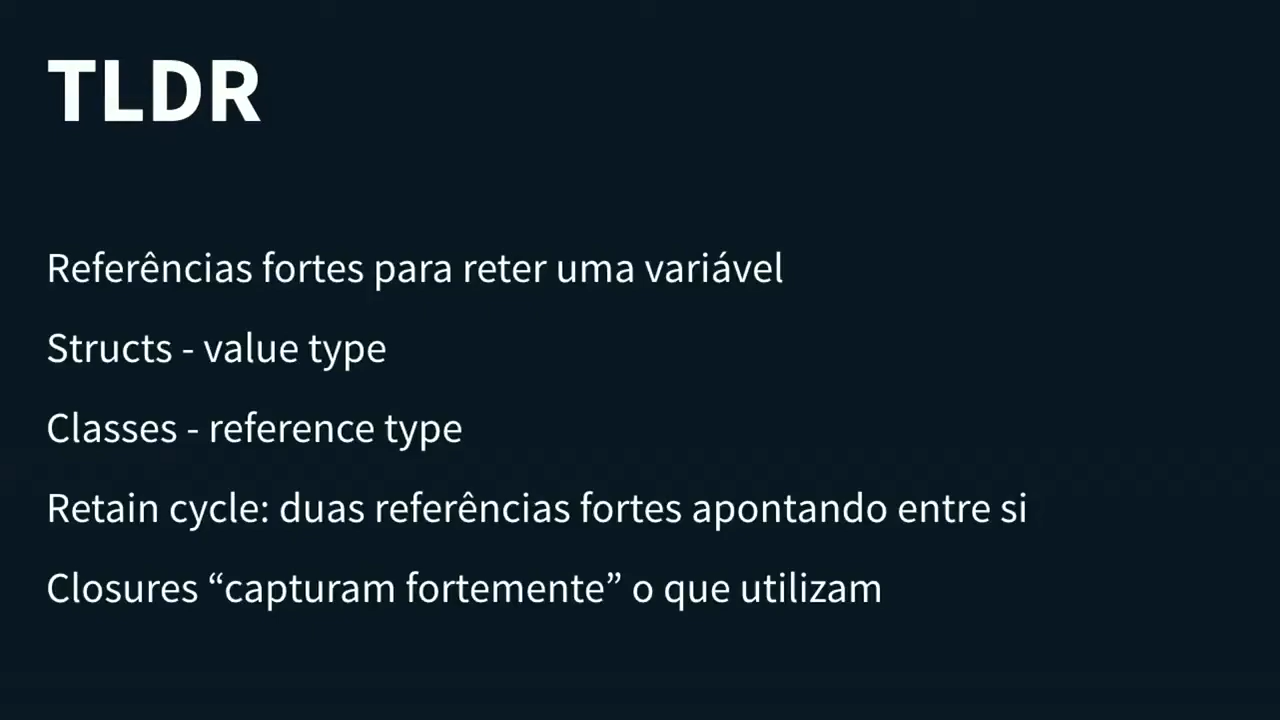 TLDR
Referências fortes para reter uma variável
Structs - value type
Classes - reference type
Retain cycle: duas referências fortes apontando entre si
Closures “capturam fortemente” o que utilizam